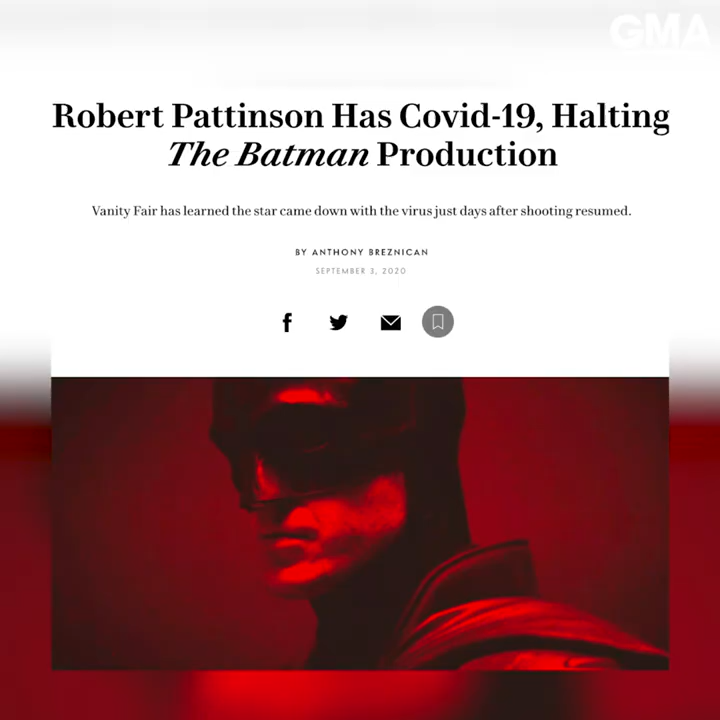 GMA
Robert Pattinson Has Covid-19, Halting
The Batman Production
Vanity Fair has learned the star came down with the virus just days after shooting resumed.
BY ANTHONY BREZNICAN
SEPTEMBER 3, 2020